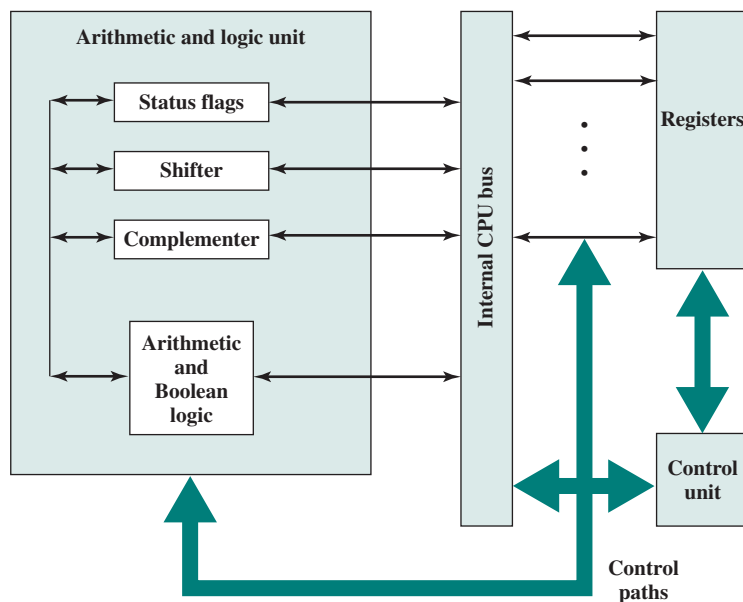 Arithmetic and logic unit
Status flags
Shifter
Complementer
Arithmetic
and
Boolean
logic
Internal CPU bus
Registers
Control
unit
Control
paths